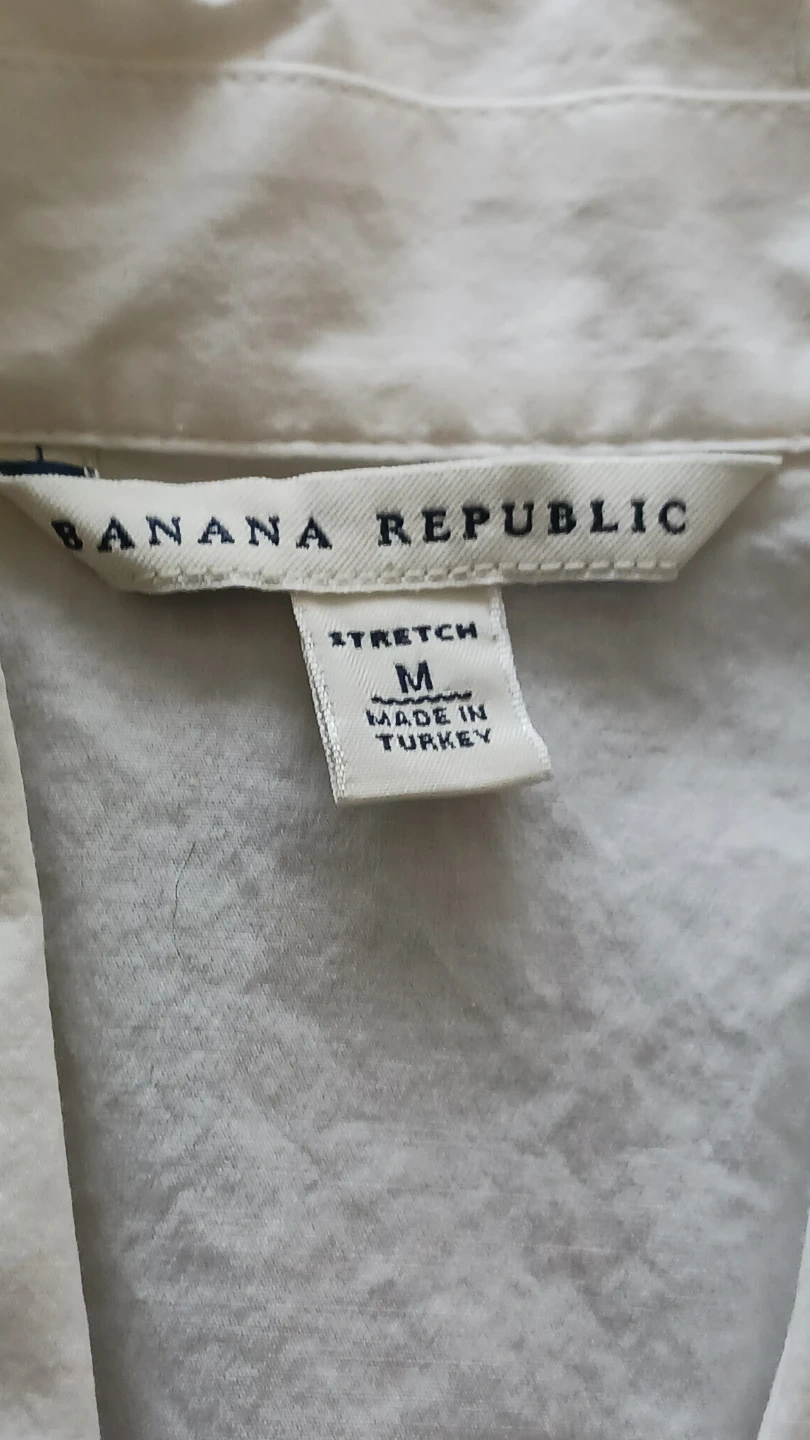 BANANA REPUBLIC
STRETCH
M
MADE IN
TURKEY